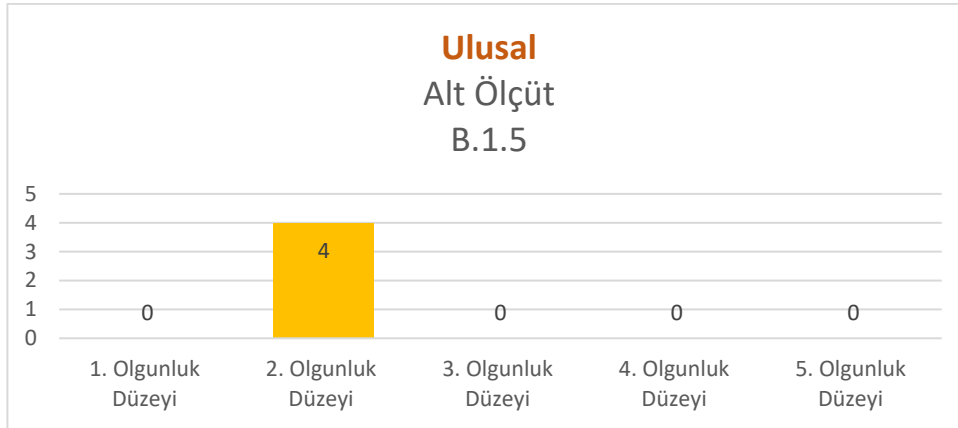 Ulusal
Alt Ölçüt
B.1.5
5
4
3
2
1
0
4
0
0
0
0
1. Olgunluk
Düzeyi
2. Olgunluk
Düzeyi
3. Olgunluk
Düzeyi
4. Olgunluk
Düzeyi
5. Olgunluk
Düzeyi